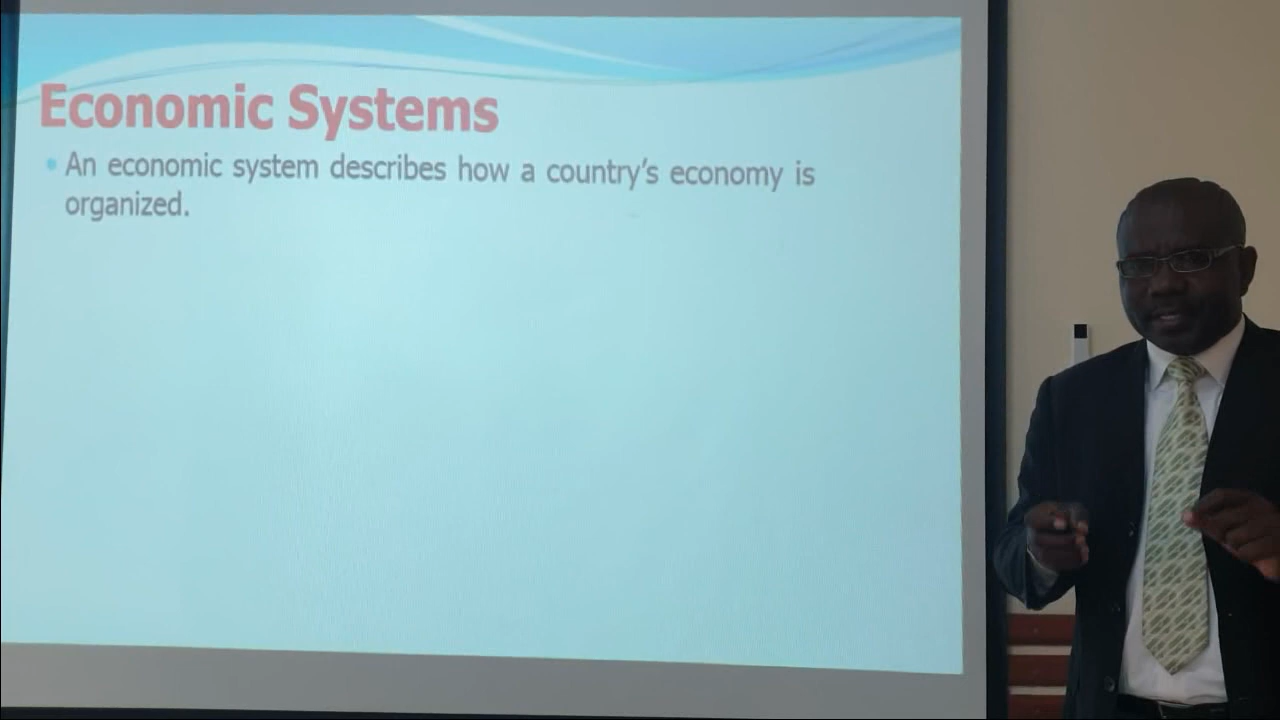 Economic Systems
An economic system describes how a country's economy is
organized.